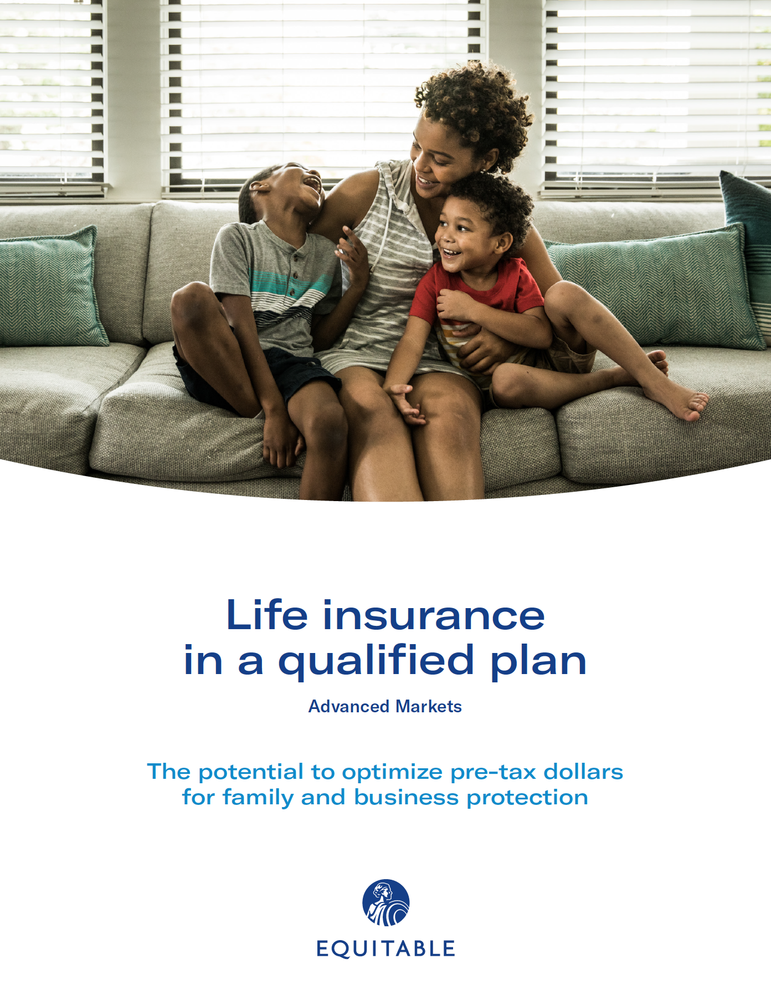 Life insurance
in a qualified plan
Advanced Markets
The potential to optimize pre-tax dollars
for family and business protection
EQUITABLE